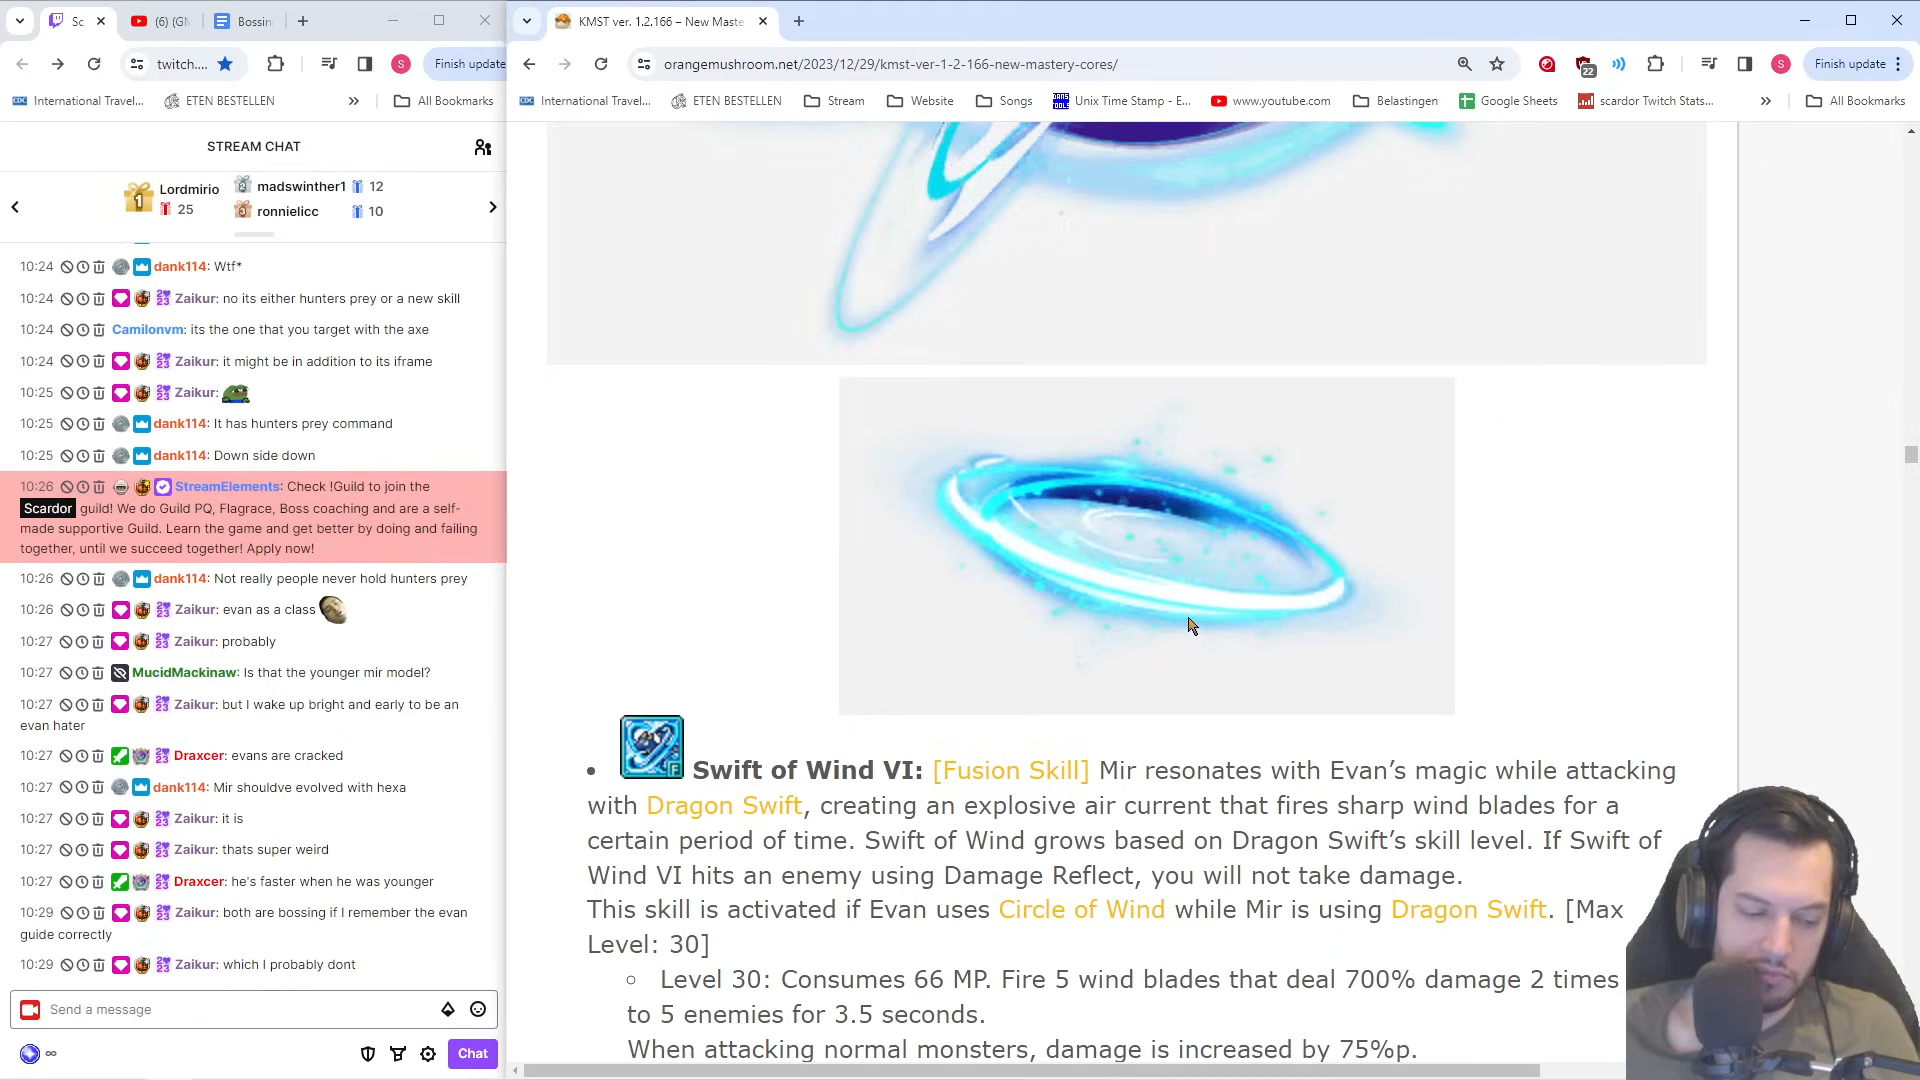 Sc
(6) (GM
Bossin
KMST ver. 1.2.166 – New Maste
twitch....
S
Finish update
orangemushroom.net/2023/12/29/kmst-ver-1-2-166-new-mastery-cores/
22
S
Finish update
International Travel...
ETEN BESTELLEN
All Bookmarks
International Travel...
ETEN BESTELLEN
Stream
Website
Songs
Unix Time Stamp - E...
www.youtube.com
Belastingen
Google Sheets
scardor Twitch Stats...
All Bookmarks
STREAM CHAT
1
Lordmirio
25
2
madswinther1
12
3
ronnielicc
10
10:24 dank114: Wtf*
10:24 Zaikur: no its either hunters prey or a new skill
10:24 Camilonvm: its the one that you target with the axe
10:24 Zaikur: it might be in addition to its iframe
10:25 Zaikur:
10:25 dank114: It has hunters prey command
10:25 dank114: Down side down
10:26 StreamElements: Check !Guild to join the
Scardor guild! We do Guild PQ, Flagrace, Boss coaching and are a self-
made supportive Guild. Learn the game and get better by doing and failing
together, until we succeed together! Apply now!
10:26 dank114: Not really people never hold hunters prey
10:26 Zaikur: evan as a class
10:27 Zaikur: probably
10:27 MucidMackinaw: Is that the younger mir model?
10:27 Zaikur: but I wake up bright and early to be an
evan hater
10:27 Draxcer: evans are cracked
10:27 dank114: Mir shouldve evolved with hexa
10:27 Zaikur: it is
10:27 Zaikur: thats super weird
10:27 Draxcer: he's faster when he was younger
10:29 Zaikur: both are bossing if I remember the evan
guide correctly
10:29 Zaikur: which I probably dont
Send a message
∞
Chat
• Swift of Wind VI: [Fusion Skill] Mir resonates with Evan’s magic while attacking
with Dragon Swift, creating an explosive air current that fires sharp wind blades for a
certain period of time. Swift of Wind grows based on Dragon Swift’s skill level. If Swift of
Wind VI hits an enemy using Damage Reflect, you will not take damage.
This skill is activated if Evan uses Circle of Wind while Mir is using Dragon Swift. [Max
Level: 30]
○ Level 30: Consumes 66 MP. Fire 5 wind blades that deal 700% damage 2 times
to 5 enemies for 3.5 seconds.
When attacking normal monsters, damage is increased by 75%p.